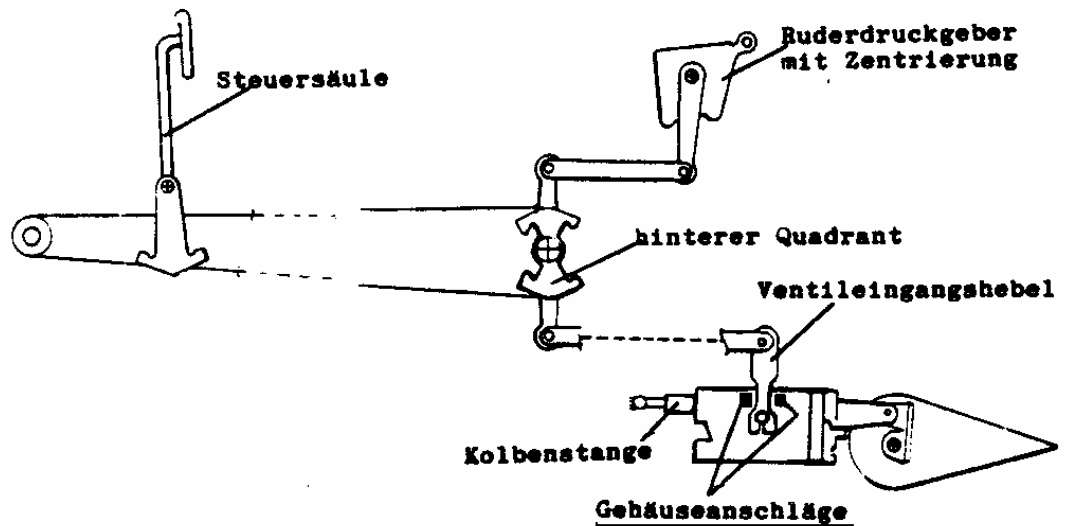 Ruderdruckgeber
mit Zentrierung
Steuersäule
hinterer Quadrant
Ventileingangshebel
Kolbenstange
Gehäuseanschläge